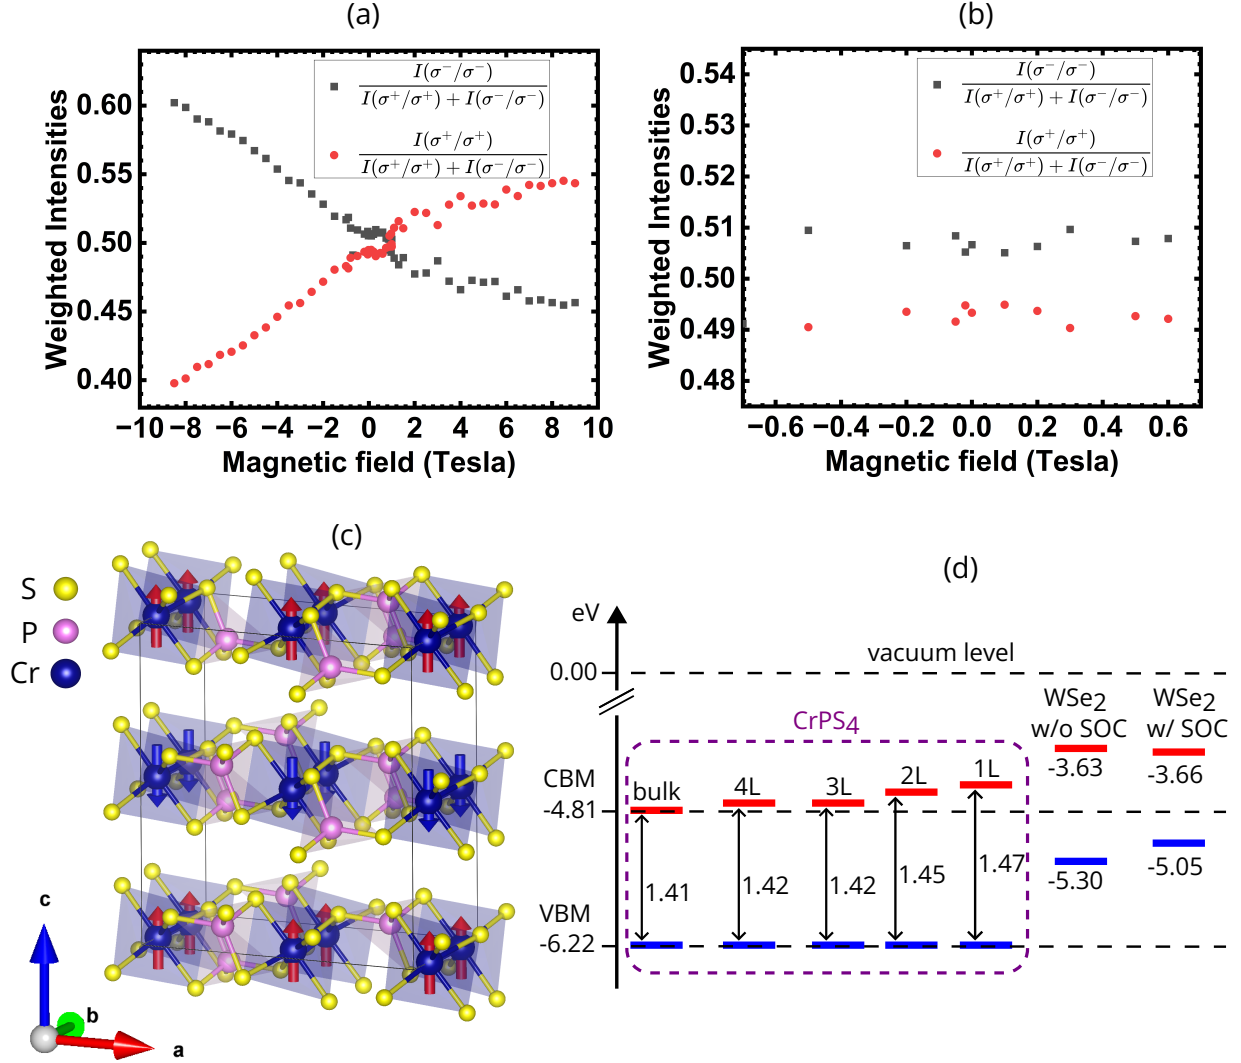 (a)
Weighted Intensities
0.60
0.55
0.50
0.45
0.40
I(σ⁻/σ⁻)
I(σ⁺/σ⁺) + I(σ⁻/σ⁻)
I(σ⁺/σ⁺)
I(σ⁺/σ⁺) + I(σ⁻/σ⁻)
−10 −8 −6 −4 −2 0 2 4 6 8 10
Magnetic field (Tesla)
(b)
Weighted Intensities
0.54
0.53
0.52
0.51
0.50
0.49
0.48
I(σ⁻/σ⁻)
I(σ⁺/σ⁺) + I(σ⁻/σ⁻)
I(σ⁺/σ⁺)
I(σ⁺/σ⁺) + I(σ⁻/σ⁻)
−0.6 −0.4 −0.2 0.0 0.2 0.4 0.6
Magnetic field (Tesla)
(c)
S
P
Cr
c
b
a
(d)
eV
0.00
vacuum level
CrPS₄
WSe₂
w/o SOC
WSe₂
w/ SOC
-3.63
-3.66
CBM
-4.81
bulk
4L
3L
2L
1L
1.41
1.42
1.42
1.45
1.47
-5.30
-5.05
VBM
-6.22